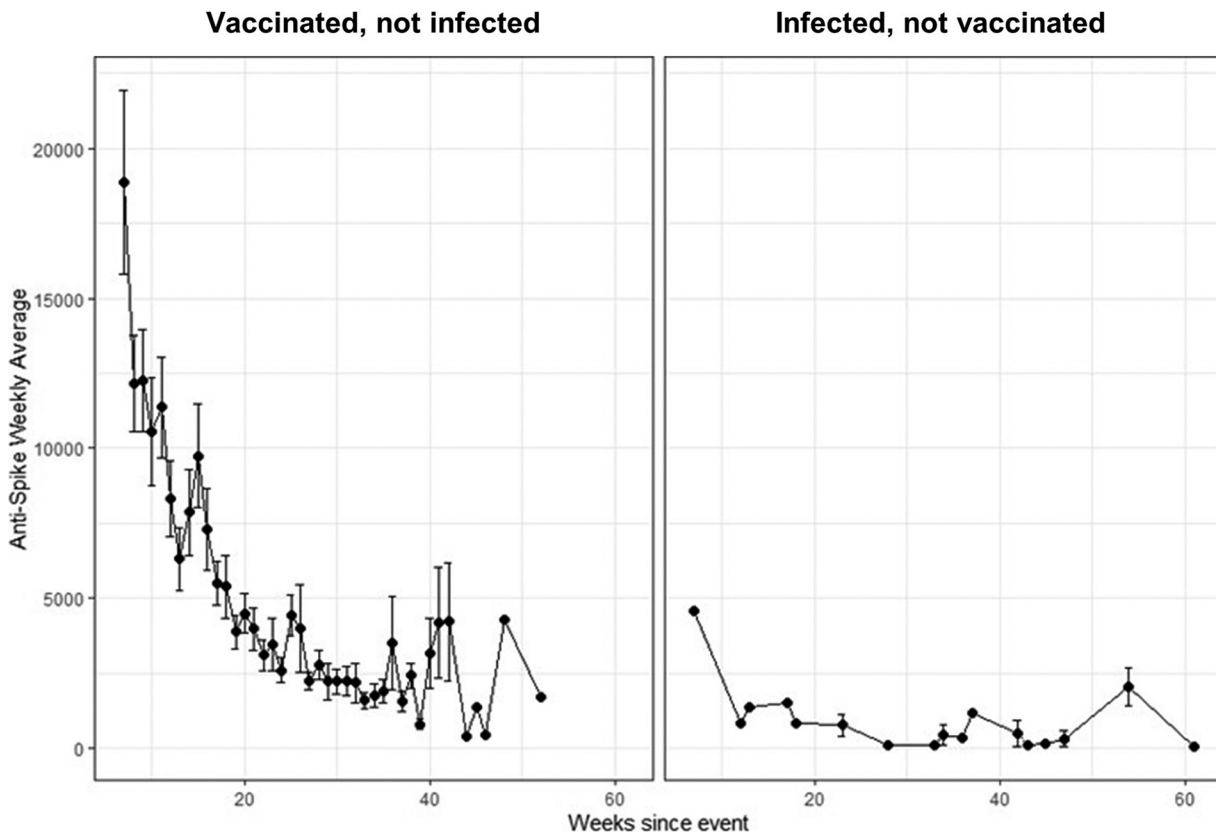 Vaccinated, not infected
Infected, not vaccinated
Anti-Spike Weekly Average
20000
15000
10000
5000
0
20
40
60
20
40
60
Weeks since event